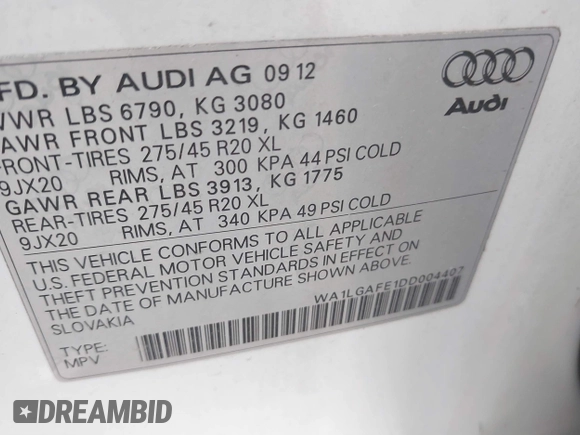 FD. BY AUDI AG 09 12
VWR LBS 6790, KG 3080
AWR FRONT LBS 3219, KG 1460
FRONT-TIRES 275/45 R20 XL
9JX20 RIMS, AT 300 KPA 44 PSI COLD
GAWR REAR LBS 3913, KG 1775
REAR-TIRES 275/45 R20 XL
9JX20 RIMS, AT 340 KPA 49 PSI COLD
THIS VEHICLE CONFORMS TO ALL APPLICABLE
U.S. FEDERAL MOTOR VEHICLE SAFETY AND
THEFT PREVENTION STANDARDS IN EFFECT ON
THE DATE OF MANUFACTURE SHOWN ABOVE.
SLOVAKIA
WA1LGAFE1DD004407
TYPE:
MPV
Audi
DREAMBID